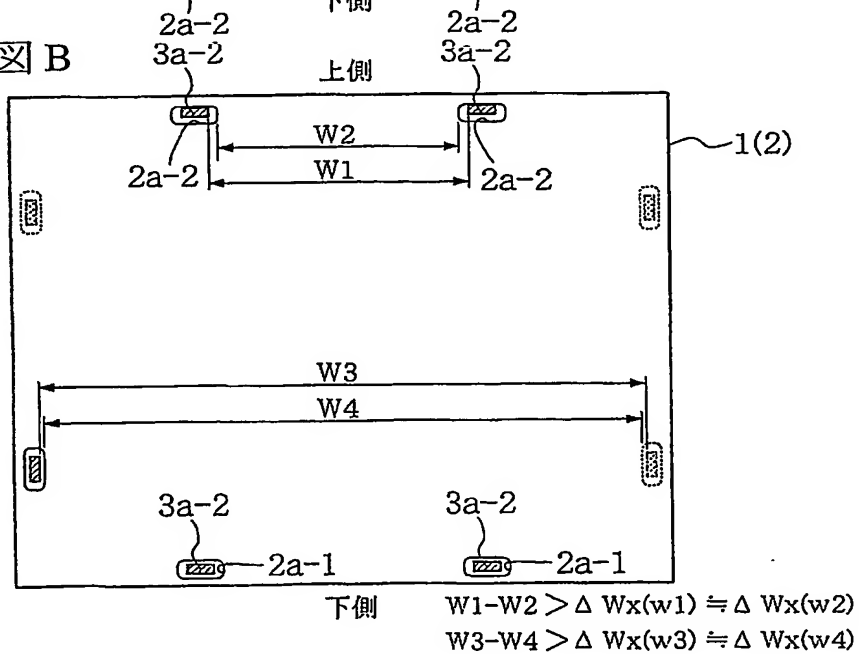 下側
2a-2 2a-2
図 B
3a-2 上側 3a-2
W2
1(2)
2a-2 W1 2a-2
W3
W4
3a-2 3a-2
2a-1 2a-1
下側
W1-W2>Δ Wx(w1)≒Δ Wx(w2)
W3-W4>Δ Wx(w3)≒Δ Wx(w4)